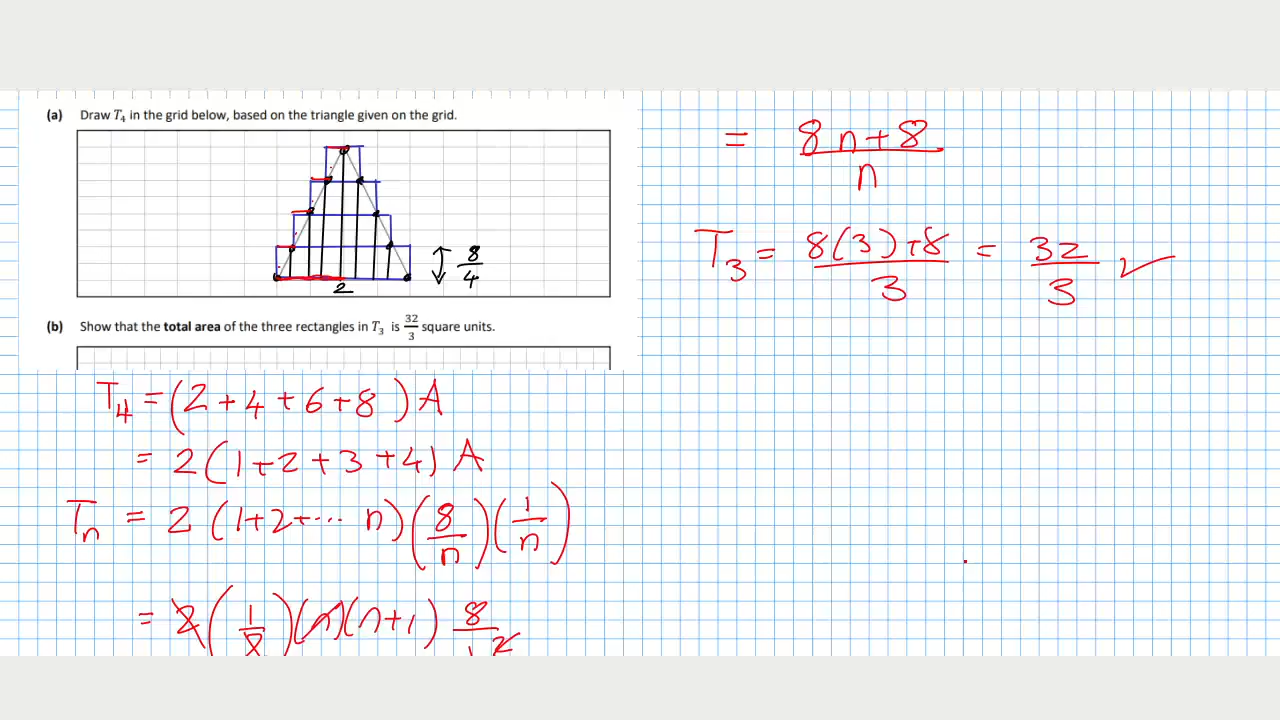 (a) Draw T₄ in the grid below, based on the triangle given on the grid.
8/4
2
(b) Show that the total area of the three rectangles in T₃ is 32/3 square units.
T₄ = (2+4+6+8)A
= 2(1+2+3+4)A
Tₙ = 2(1+2+⋯ n)(8/n)(1/n)
= 2(1/2)(n)(n+1) 8/n²
= 8n+8/n
T₃ = 8(3)+8/3 = 32/3 ✓